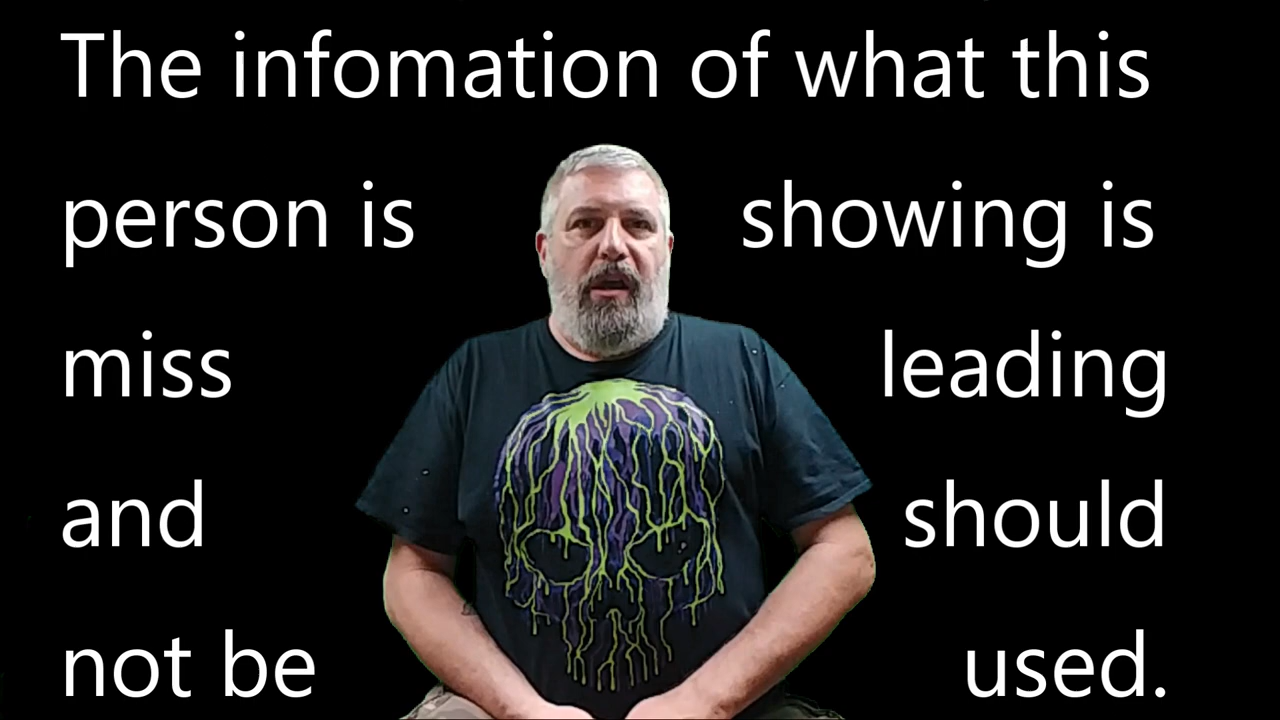 The infomation of what this
person is showing is
miss leading
and should
not be used.